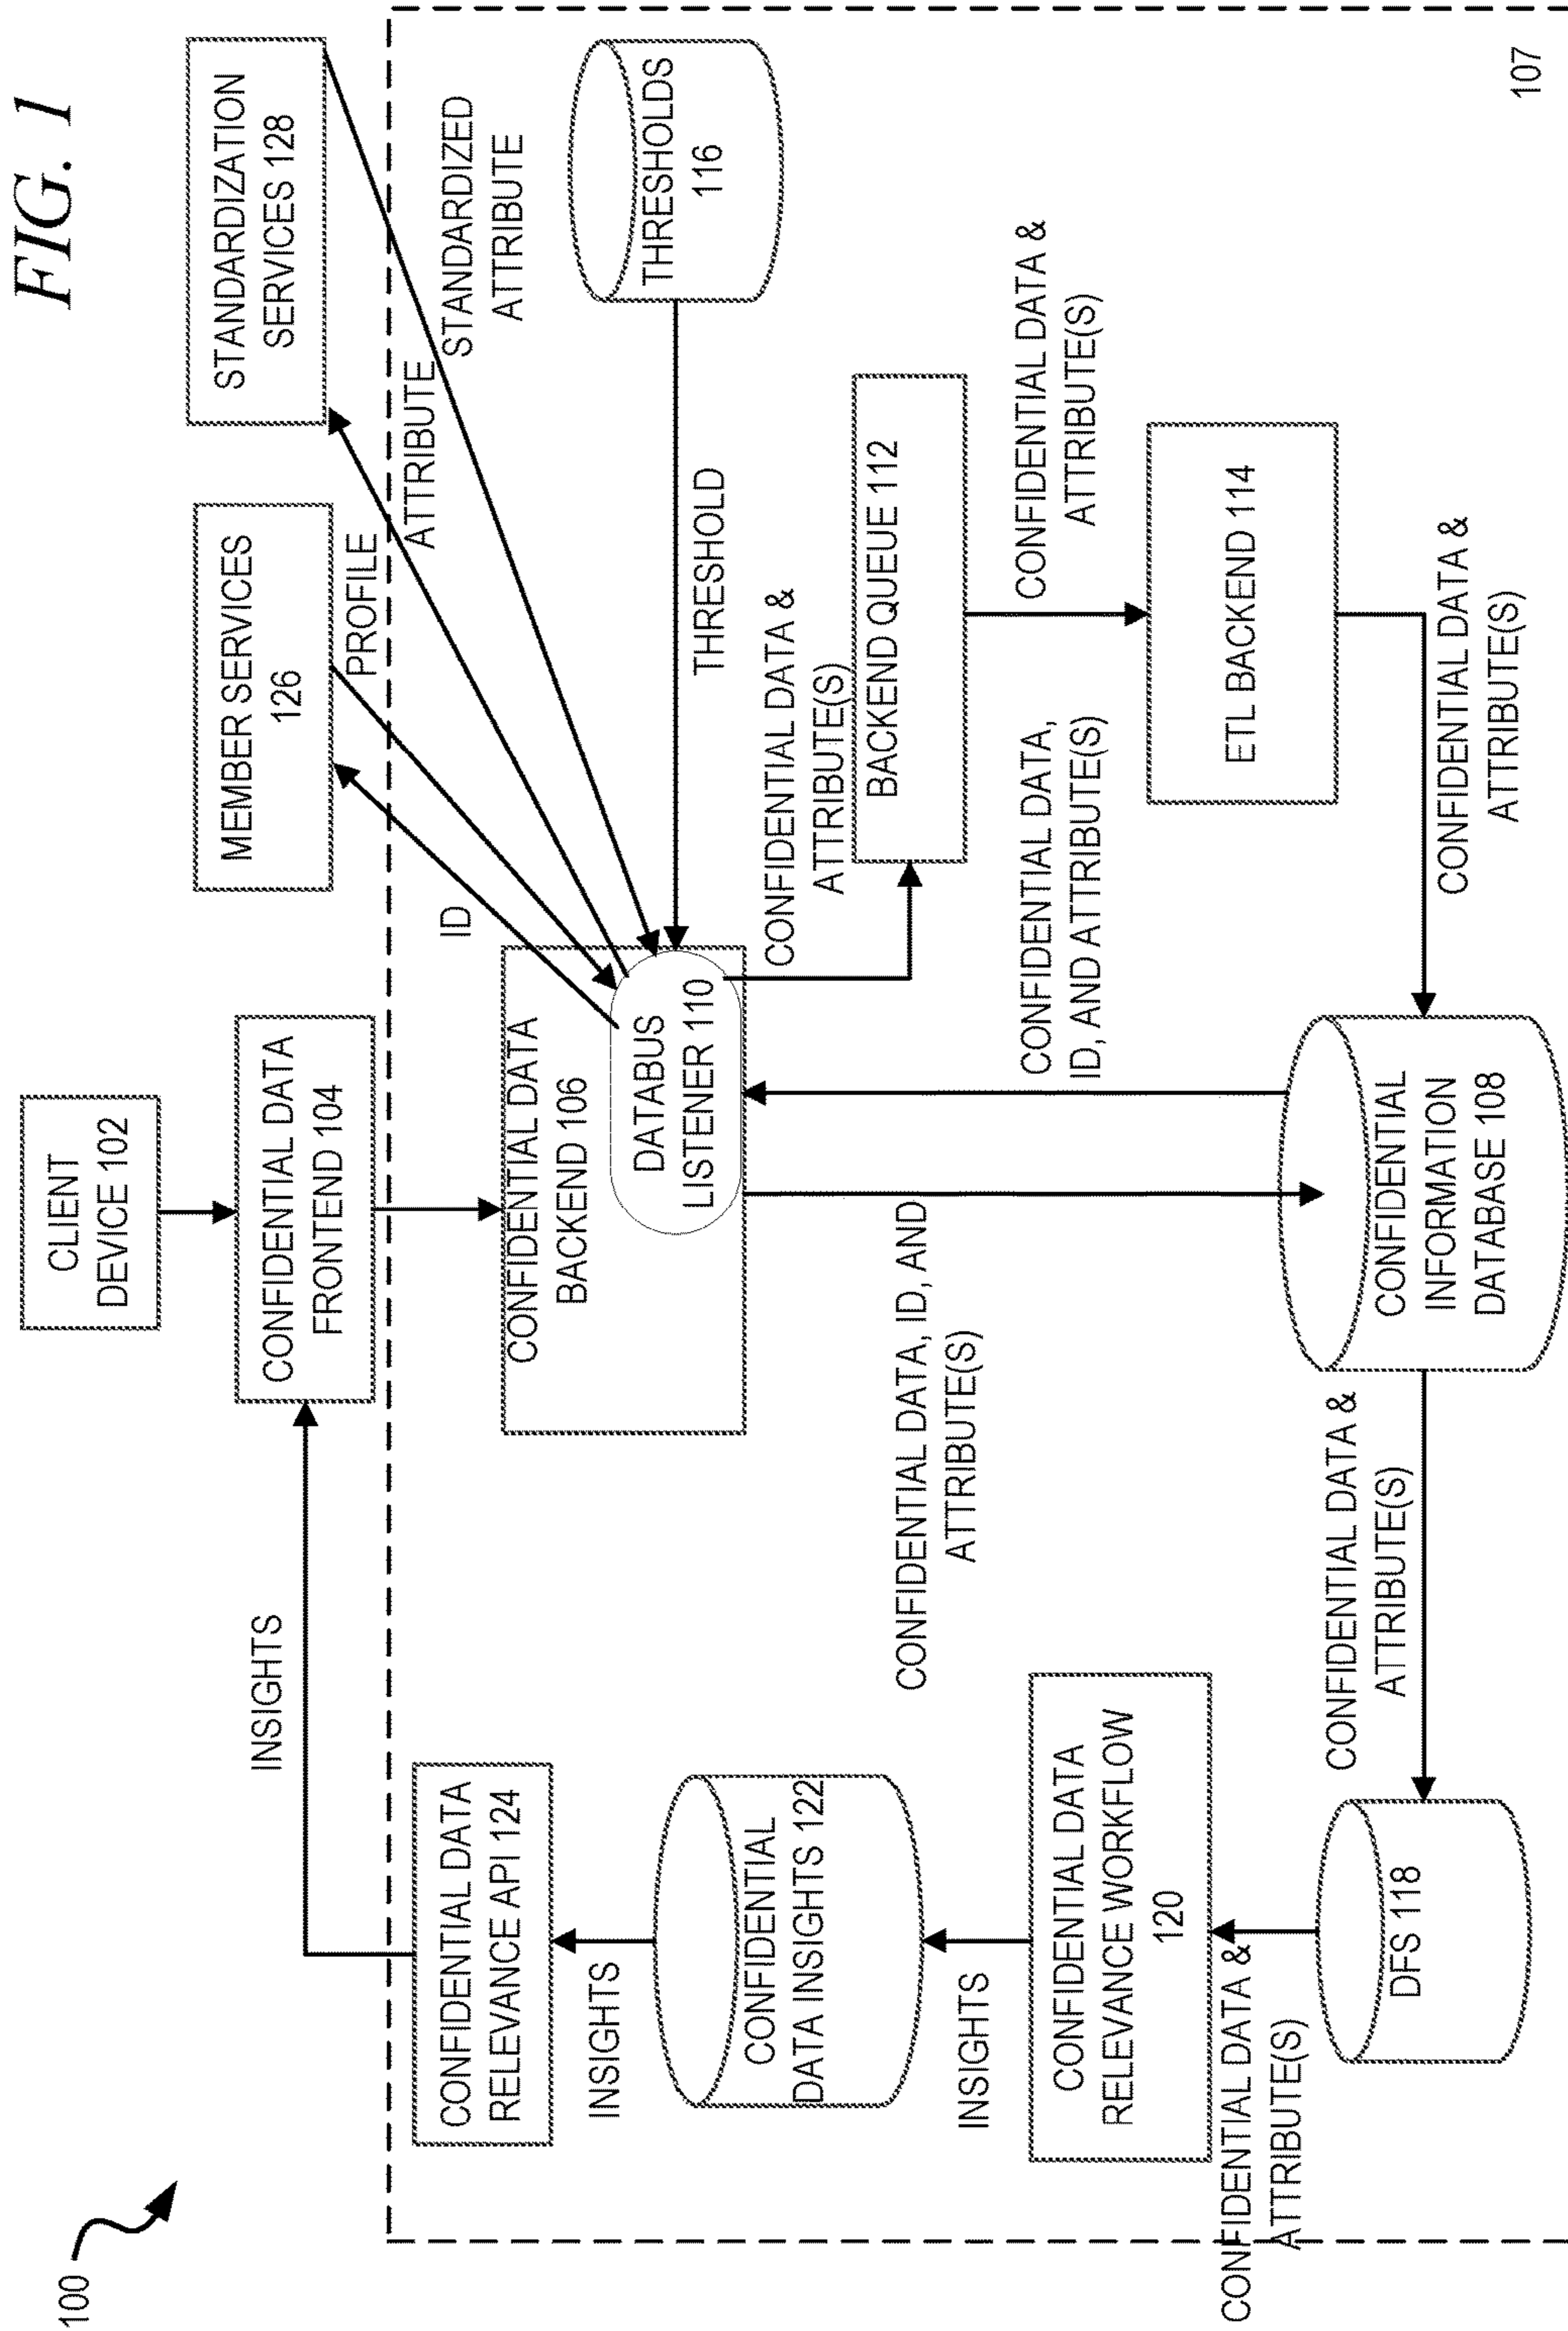 FIG. 1
100
CLIENT
DEVICE 102
INSIGHTS
CONFIDENTIAL DATA
FRONTEND 104
MEMBER SERVICES
126
STANDARDIZATION
SERVICES 128
ID
PROFILE
ATTRIBUTE
STANDARDIZED
ATTRIBUTE
CONFIDENTIAL DATA
RELEVANCE API 124
CONFIDENTIAL DATA
BACKEND 106
DATABUS
LISTENER 110
THRESHOLD
THRESHOLDS
116
INSIGHTS
CONFIDENTIAL
DATA INSIGHTS 122
CONFIDENTIAL DATA &
ATTRIBUTE(S)
BACKEND QUEUE 112
CONFIDENTIAL DATA, ID, AND
ATTRIBUTE(S)
CONFIDENTIAL DATA,
ID, AND ATTRIBUTE(S)
CONFIDENTIAL DATA &
ATTRIBUTE(S)
INSIGHTS
CONFIDENTIAL DATA
RELEVANCE WORKFLOW
120
ETL BACKEND 114
CONFIDENTIAL DATA &
ATTRIBUTE(S)
CONFIDENTIAL DATA &
ATTRIBUTE(S)
CONFIDENTIAL DATA &
ATTRIBUTE(S)
DFS 118
CONFIDENTIAL
INFORMATION
DATABASE 108
107